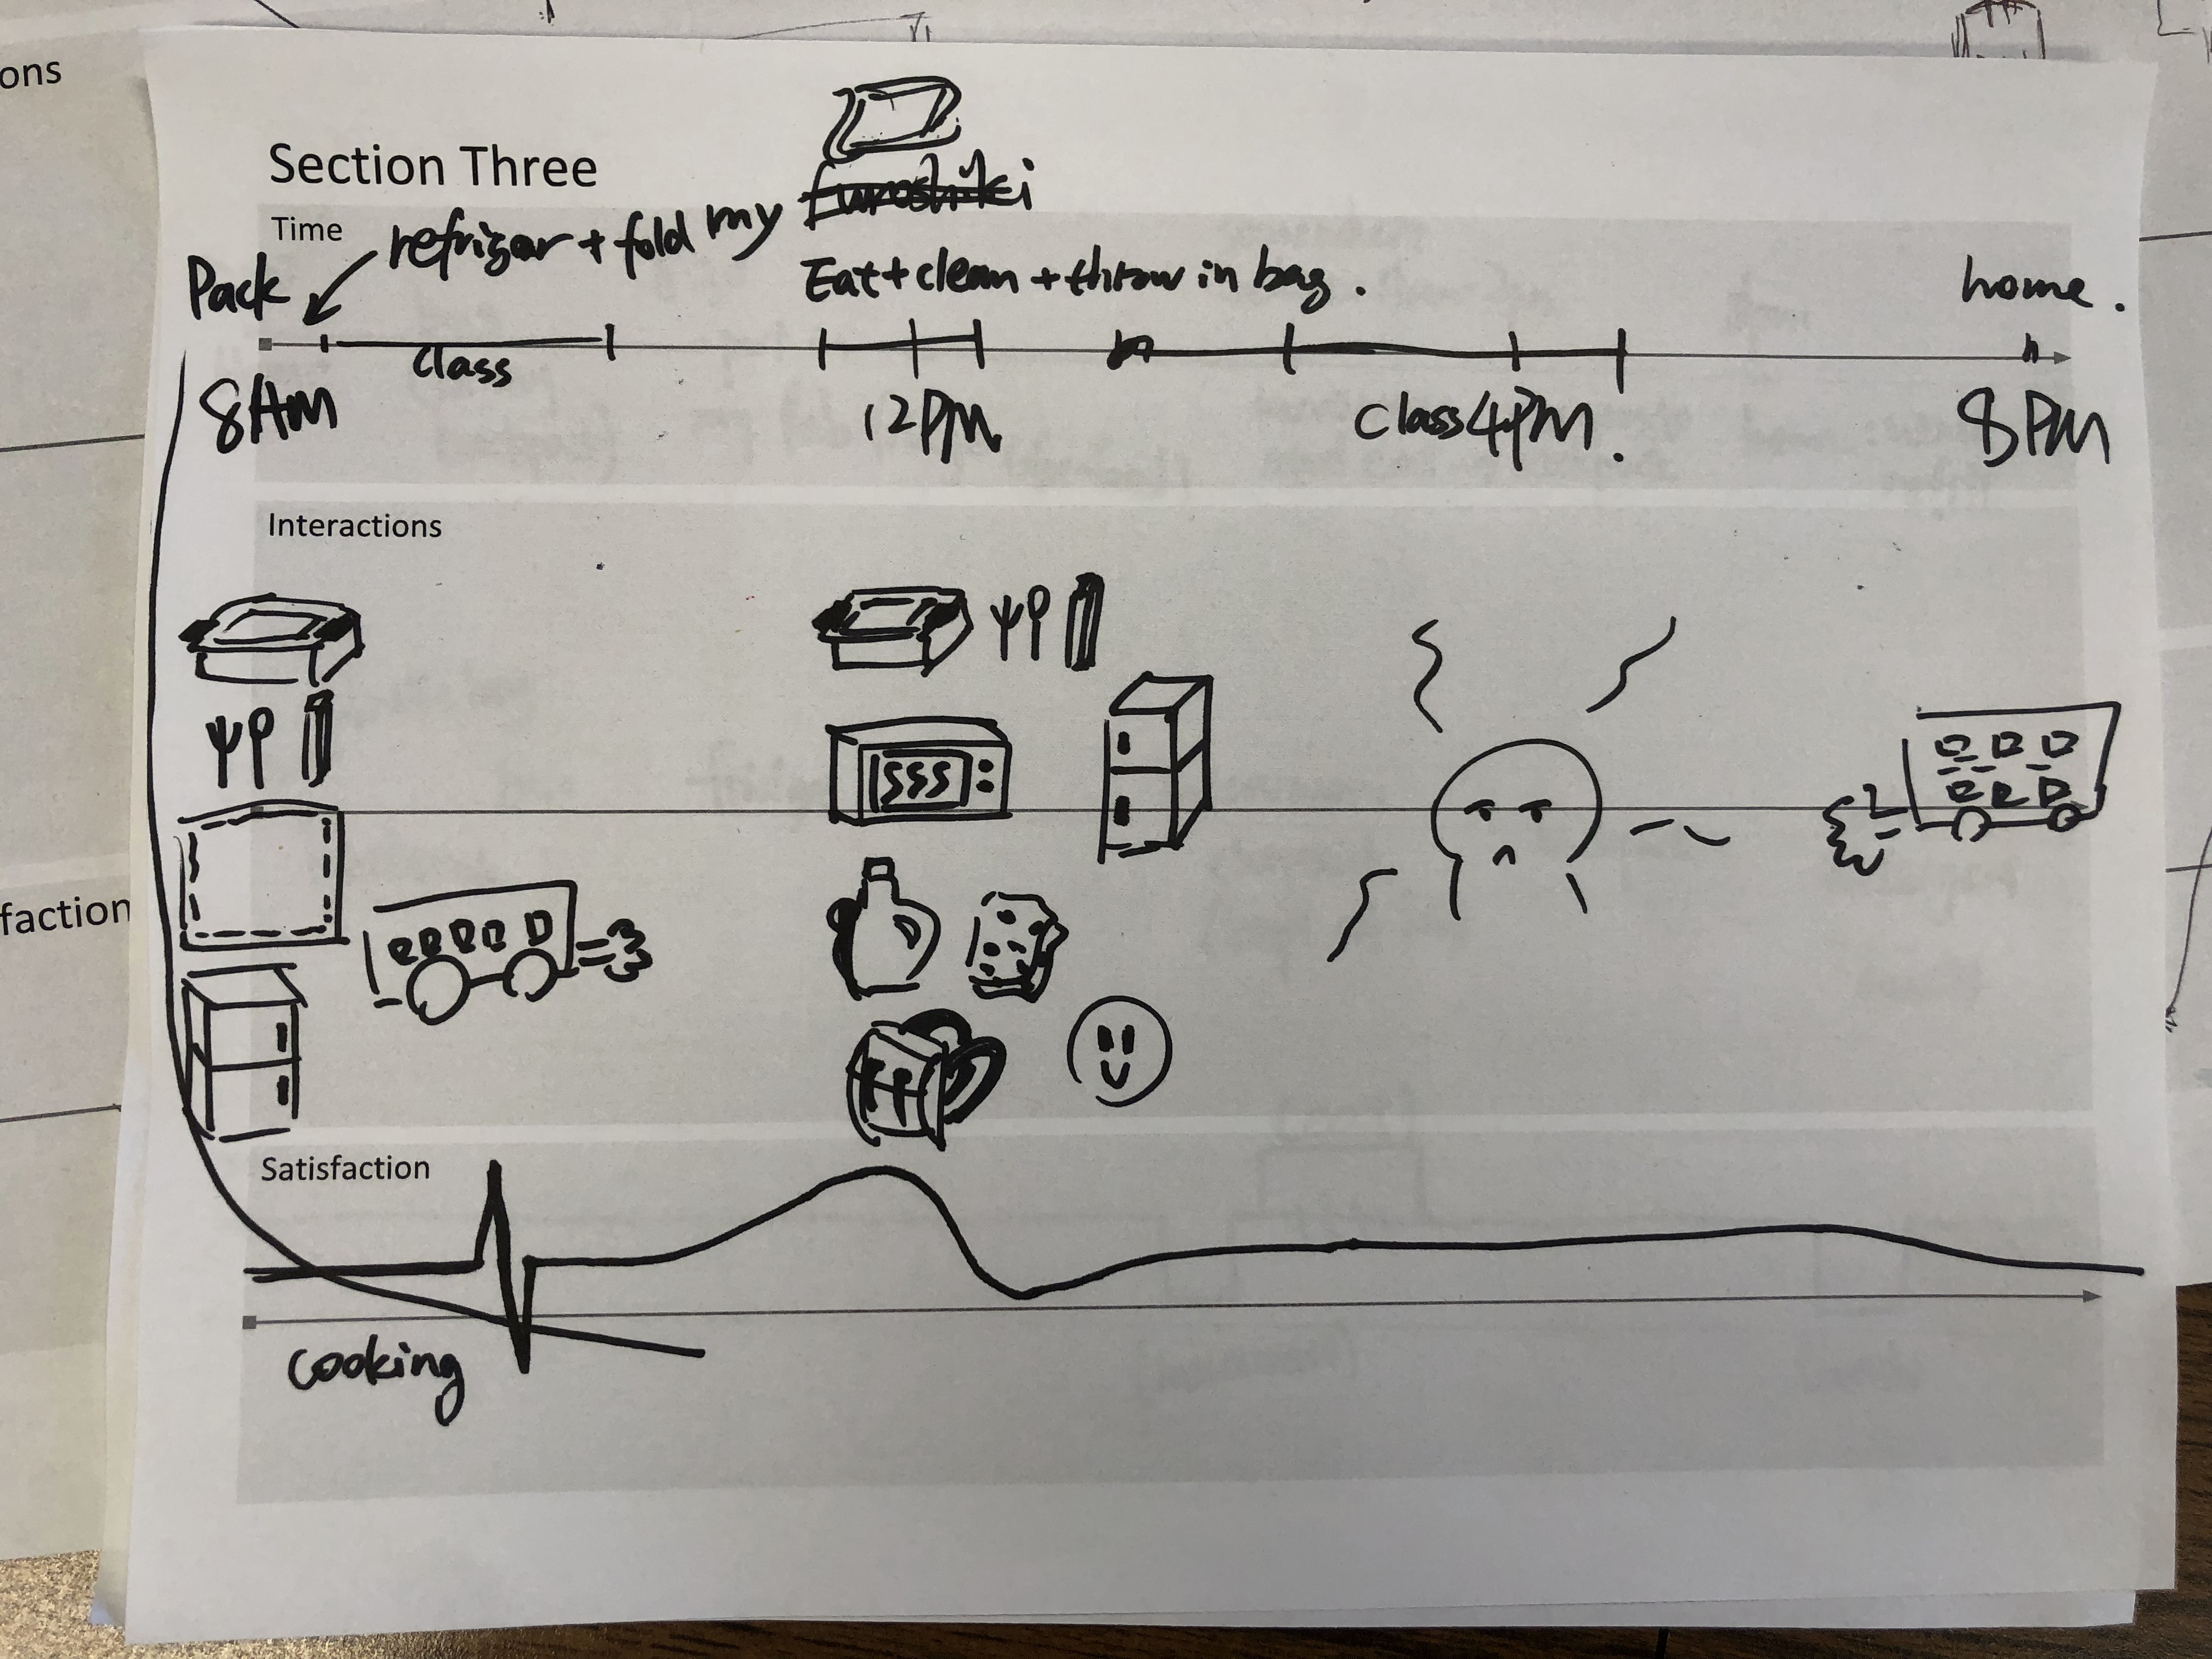 ons
Section Three
Time
refrigar + fold my furoshiki
Pack
Eat + clean + throw in bag .
home .
class
8AM
12PM
Class 4PM .
8PM
Interactions
sss
faction
Satisfaction
cooking